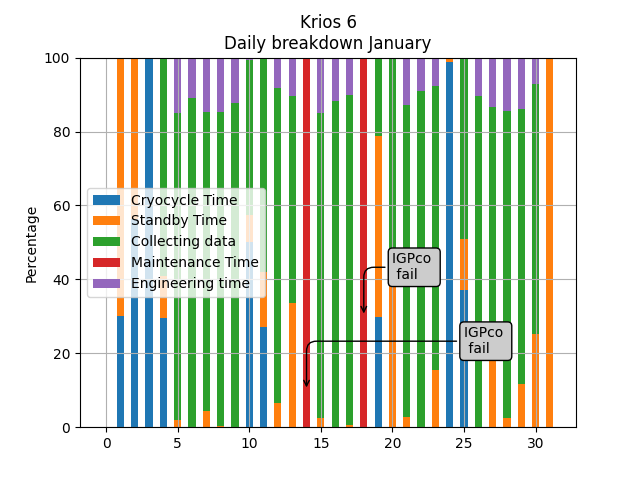 Krios 6
Daily breakdown January
Percentage
100
80
60
40
20
0
0
5
10
15
20
25
30
Cryocycle Time
Standby Time
Collecting data
Maintenance Time
Engineering time
IGPco
fail
IGPco
fail